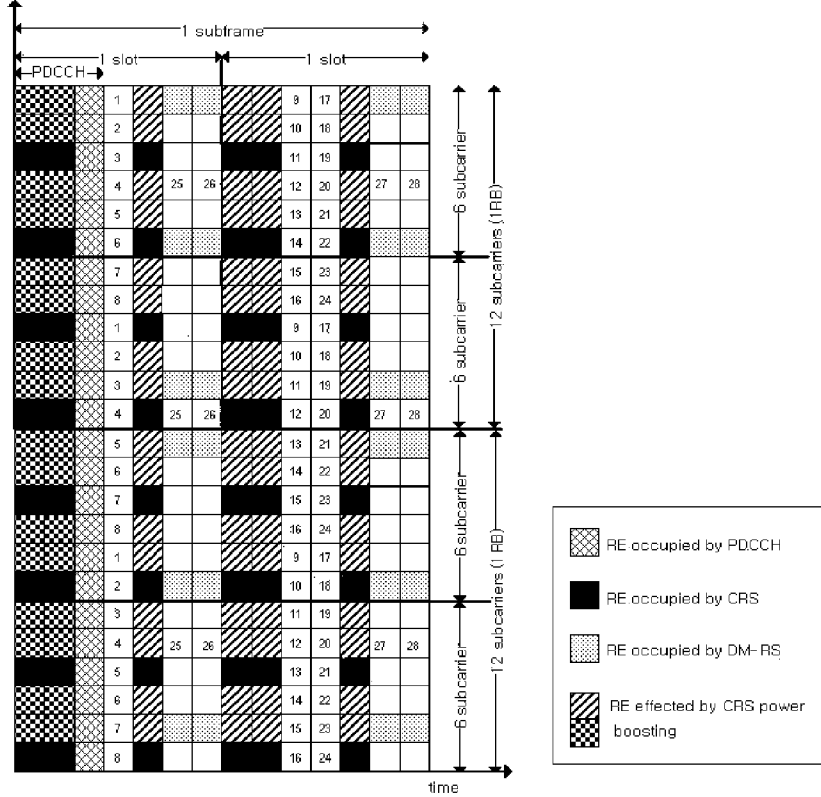 1 subframe
1 slot 1 slot
PDCCH
1 9 17
2 10 18
3 11 19
4 25 26 12 20 27 28
5 13 21
6 14 22
7 15 23
8 16 24
1 9 17
2 10 18
3 11 19
4 25 26 12 20 27 28
5 13 21
6 14 22
7 15 23
8 16 24
1 9 17
2 10 18
3 11 19
4 25 26 12 20 27 28
5 13 21
6 14 22
7 15 23
8 16 24
6 subcarrier
6 subcarrier
6 subcarrier
6 subcarrier
12 subcarriers (1RB)
12 subcarriers (1RB)
time
RE occupied by PDCCH
RE occupied by CRS
RE occupied by DM-RS
RE effected by CRS power
boosting